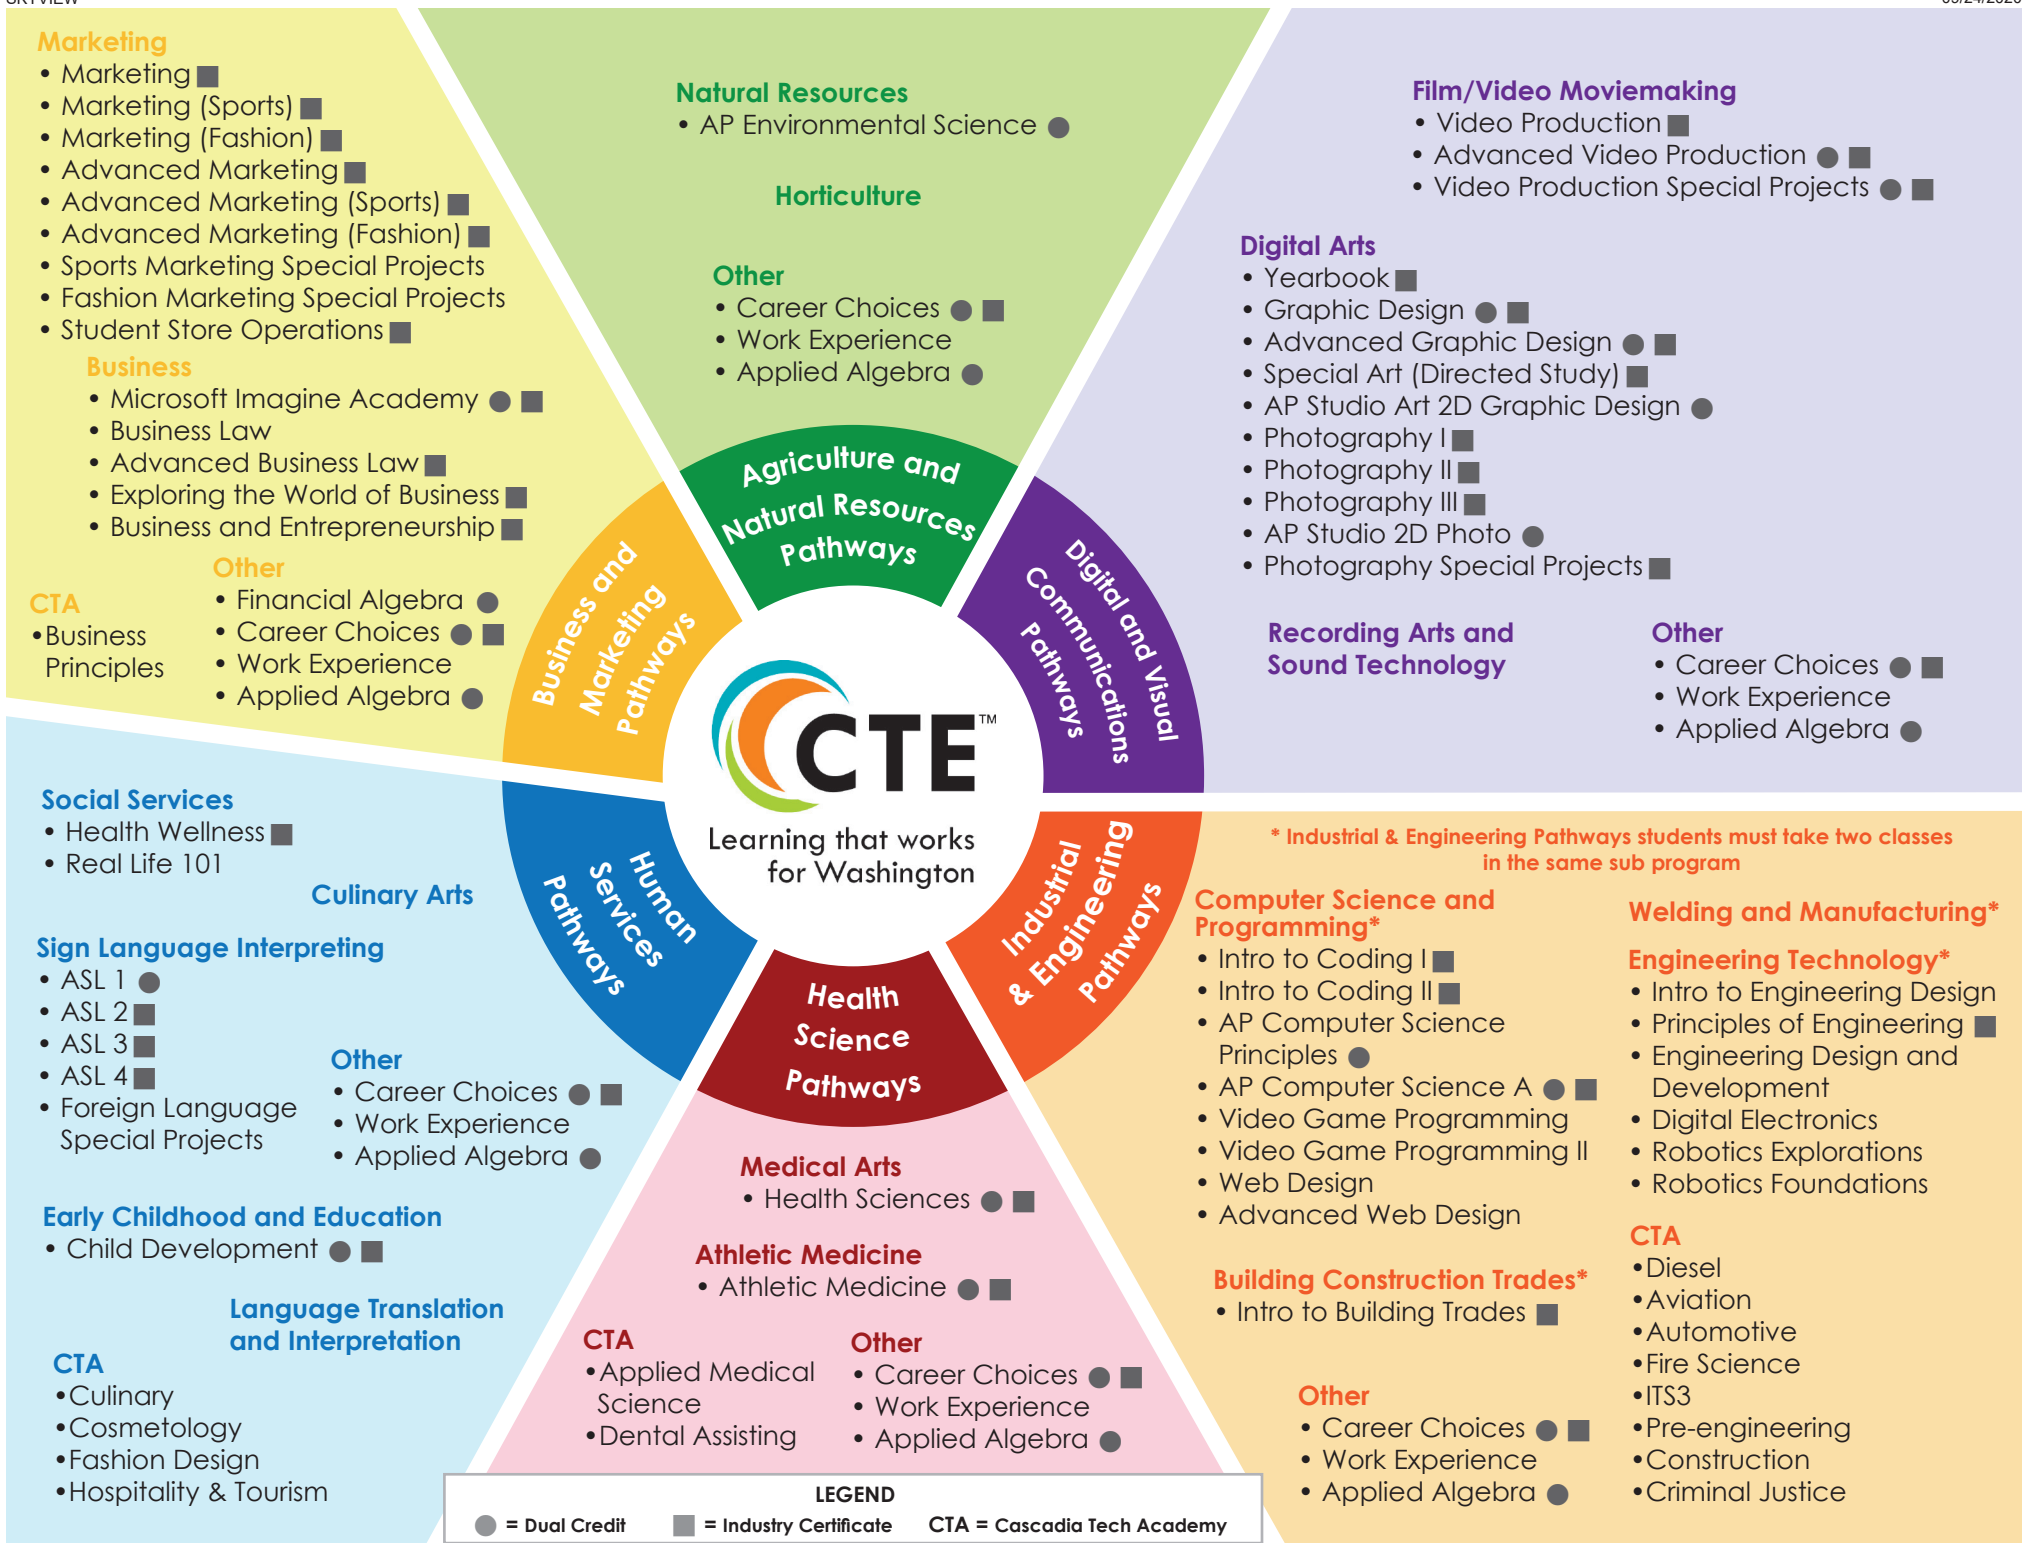 Marketing
• Marketing
• Marketing (Sports)
• Marketing (Fashion)
• Advanced Marketing
• Advanced Marketing (Sports)
• Advanced Marketing (Fashion)
• Sports Marketing Special Projects
• Fashion Marketing Special Projects
• Student Store Operations
Business
• Microsoft Imagine Academy
• Business Law
• Advanced Business Law
• Exploring the World of Business
• Business and Entrepreneurship
CTA
•Business
Principles
Other
• Financial Algebra
• Career Choices
• Work Experience
• Applied Algebra
Business and
Marketing
Pathways
Natural Resources
• AP Environmental Science
Horticulture
Other
• Career Choices
• Work Experience
• Applied Algebra
Agriculture and
Natural Resources
Pathways
Film/Video Moviemaking
• Video Production
• Advanced Video Production
• Video Production Special Projects
Digital Arts
• Yearbook
• Graphic Design
• Advanced Graphic Design
• Special Art (Directed Study)
• AP Studio Art 2D Graphic Design
• Photography I
• Photography II
• Photography III
• AP Studio 2D Photo
• Photography Special Projects
Recording Arts and
Sound Technology
Other
• Career Choices
• Work Experience
• Applied Algebra
Digital and Visual
Communications
Pathways
CTE™
Learning that works
for Washington
Social Services
• Health Wellness
• Real Life 101
Culinary Arts
Sign Language Interpreting
• ASL 1
• ASL 2
• ASL 3
• ASL 4
• Foreign Language
Special Projects
Other
• Career Choices
• Work Experience
• Applied Algebra
Early Childhood and Education
• Child Development
Language Translation
and Interpretation
CTA
•Culinary
•Cosmetology
•Fashion Design
•Hospitality & Tourism
Human
Services
Pathways
Health
Science
Pathways
Medical Arts
• Health Sciences
Athletic Medicine
• Athletic Medicine
CTA
•Applied Medical
Science
•Dental Assisting
Other
• Career Choices
• Work Experience
• Applied Algebra
Industrial
& Engineering
Pathways
* Industrial & Engineering Pathways students must take two classes
in the same sub program
Computer Science and
Programming*
• Intro to Coding I
• Intro to Coding II
• AP Computer Science
Principles
• AP Computer Science A
• Video Game Programming
• Video Game Programming II
• Web Design
• Advanced Web Design
Building Construction Trades*
• Intro to Building Trades
Other
• Career Choices
• Work Experience
• Applied Algebra
Welding and Manufacturing*
Engineering Technology*
• Intro to Engineering Design
• Principles of Engineering
• Engineering Design and
Development
• Digital Electronics
• Robotics Explorations
• Robotics Foundations
CTA
•Diesel
•Aviation
•Automotive
•Fire Science
•ITS3
•Pre-engineering
•Construction
•Criminal Justice
LEGEND
= Dual Credit
= Industry Certificate
CTA = Cascadia Tech Academy